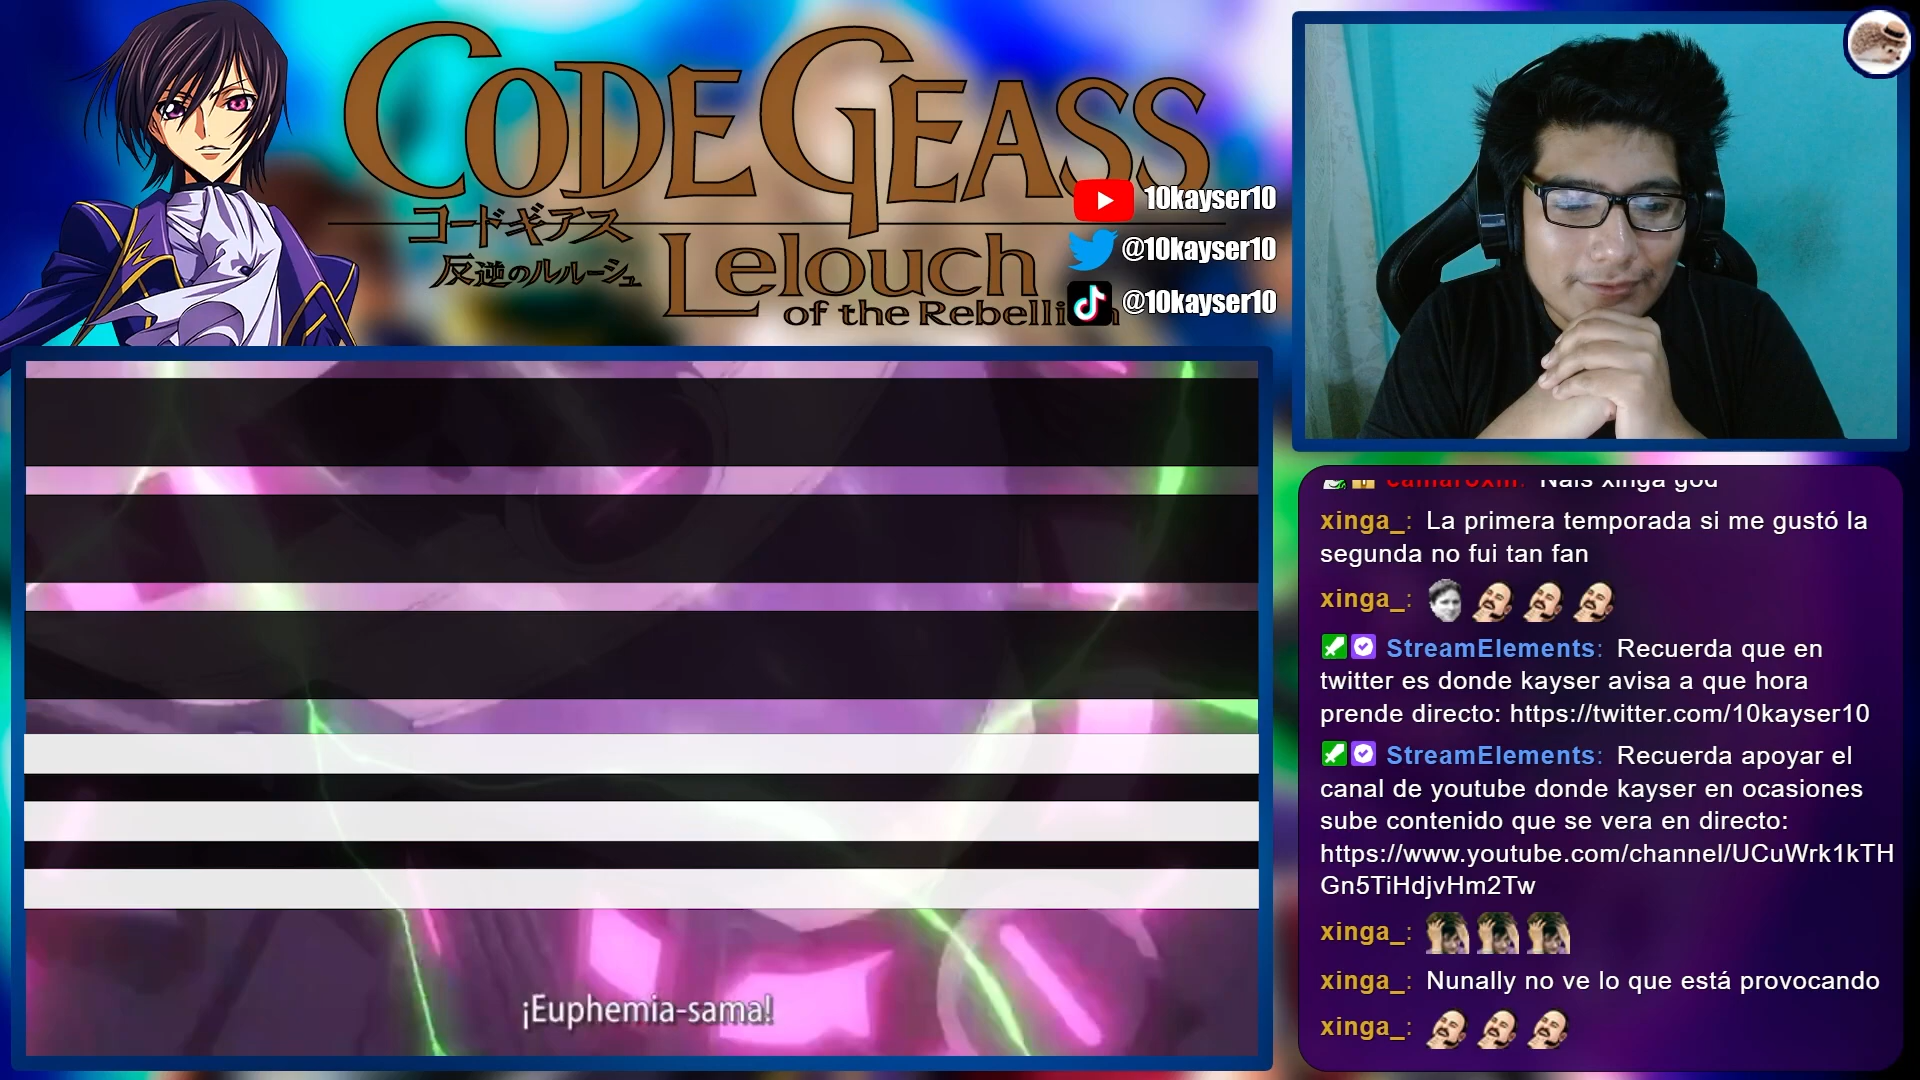 CODE GEASS
コードギアス
反逆のルルーシュ
Lelouch
of the Rebelli
10kayser10
@10kayser10
@10kayser10
¡Euphemia-sama!
camaroxm: Nais xinga god
xinga_: La primera temporada si me gustó la
segunda no fui tan fan
xinga_:
StreamElements: Recuerda que en
twitter es donde kayser avisa a que hora
prende directo: https://twitter.com/10kayser10
StreamElements: Recuerda apoyar el
canal de youtube donde kayser en ocasiones
sube contenido que se vera en directo:
https://www.youtube.com/channel/UCuWrk1kTH
Gn5TiHdjvHm2Tw
xinga_:
xinga_: Nunally no ve lo que está provocando
xinga_: